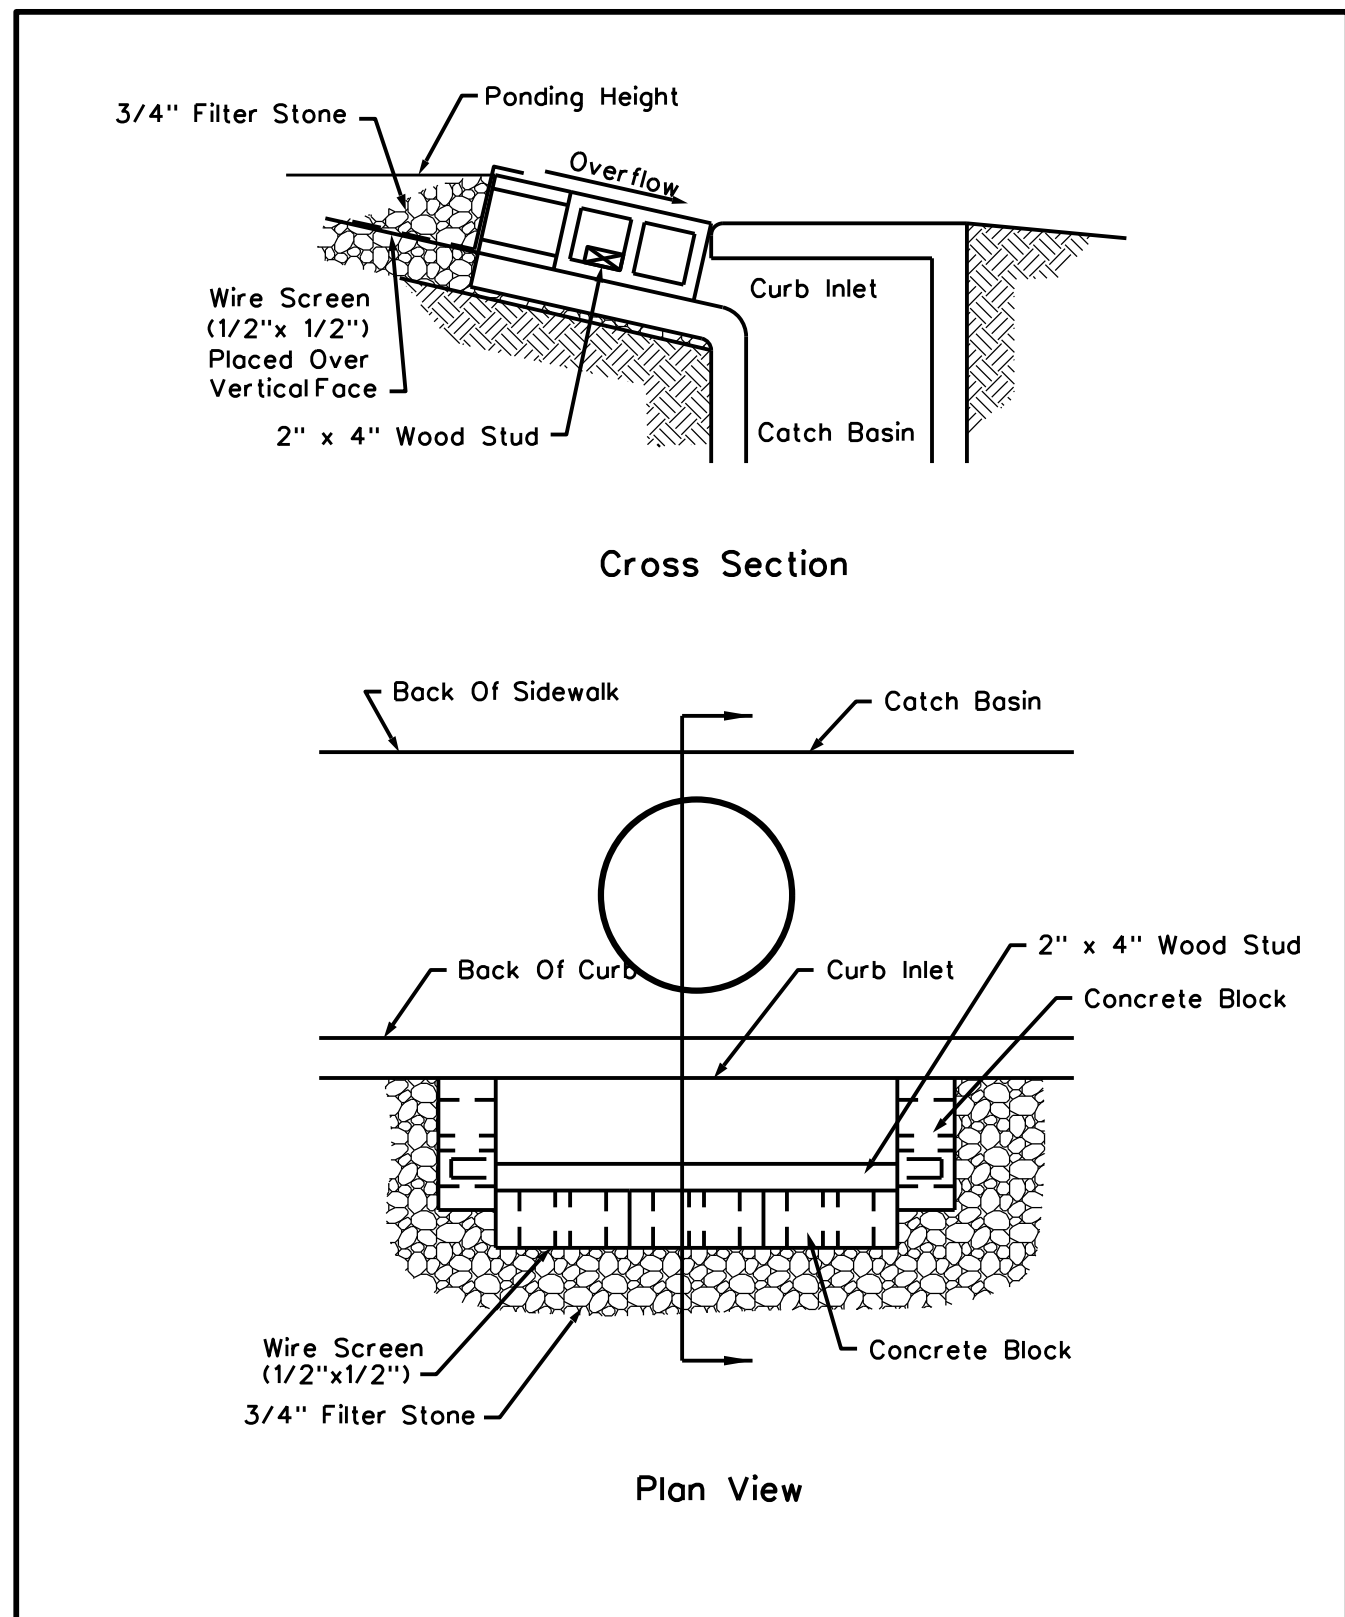 Ponding Height
3/4" Filter Stone
Overflow
Wire Screen
(1/2"x 1/2")
Placed Over
Vertical Face
Curb Inlet
2" x 4" Wood Stud
Catch Basin
Cross Section
Back Of Sidewalk
Catch Basin
2" x 4" Wood Stud
Back Of Curb
Curb Inlet
Concrete Block
Wire Screen
(1/2"x1/2")
Concrete Block
3/4" Filter Stone
Plan View